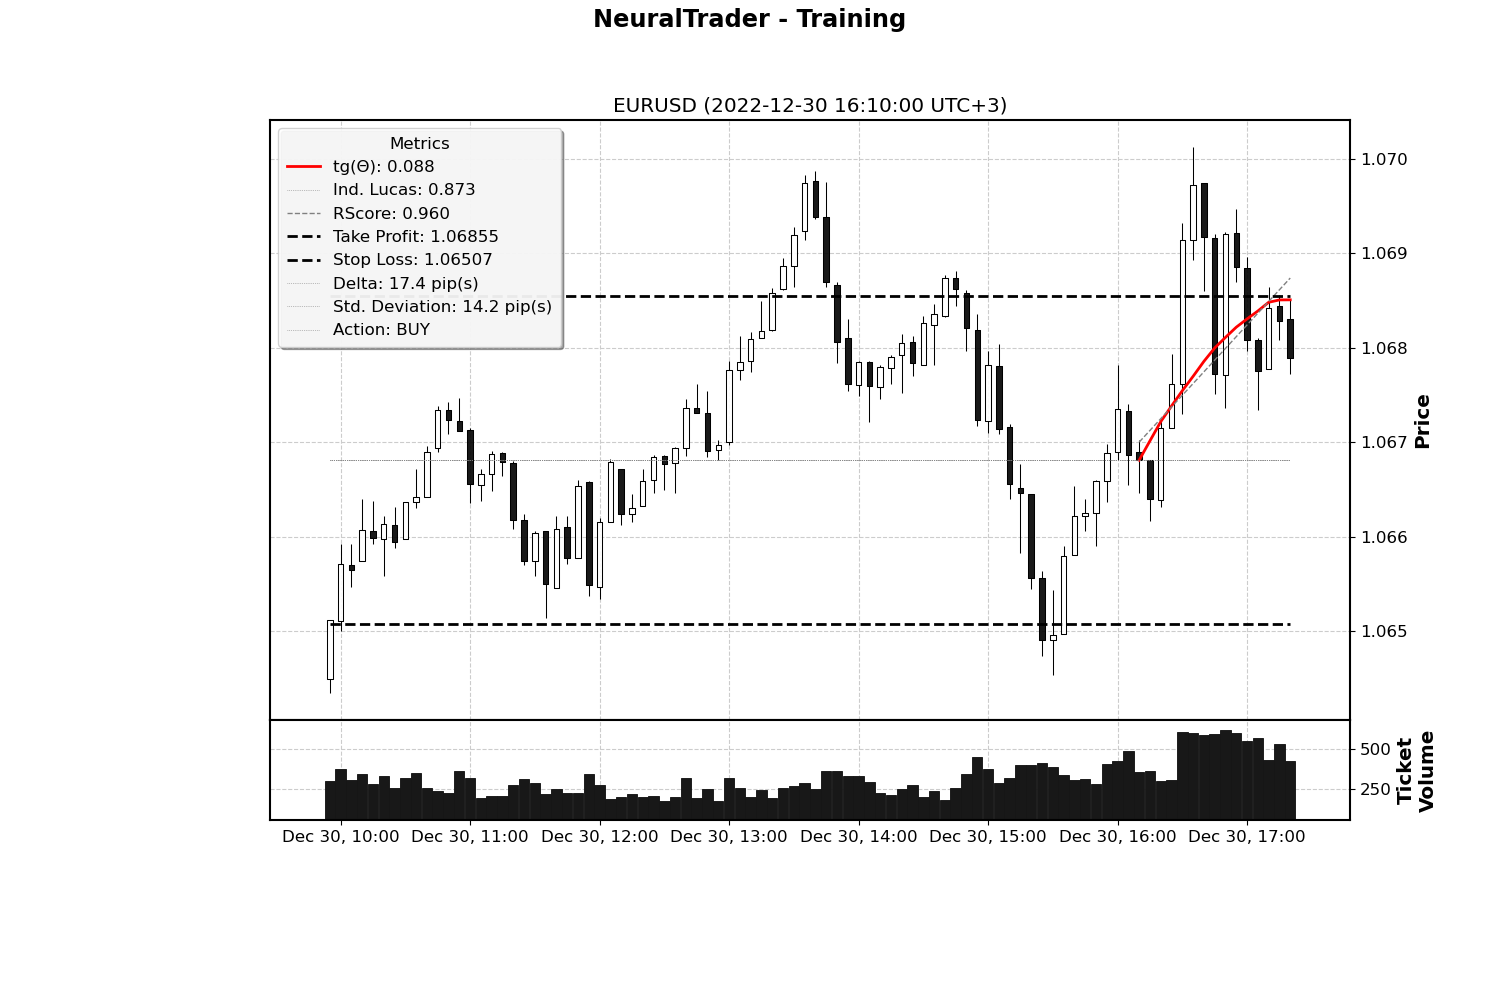 NeuralTrader - Training
EURUSD (2022-12-30 16:10:00 UTC+3)
Metrics
tg(Θ): 0.088
Ind. Lucas: 0.873
RScore: 0.960
Take Profit: 1.06855
Stop Loss: 1.06507
Delta: 17.4 pip(s)
Std. Deviation: 14.2 pip(s)
Action: BUY
1.070
1.069
1.068
1.067
1.066
1.065
Price
500
250
Ticket
Volume
Dec 30, 10:00 Dec 30, 11:00 Dec 30, 12:00 Dec 30, 13:00 Dec 30, 14:00 Dec 30, 15:00 Dec 30, 16:00 Dec 30, 17:00